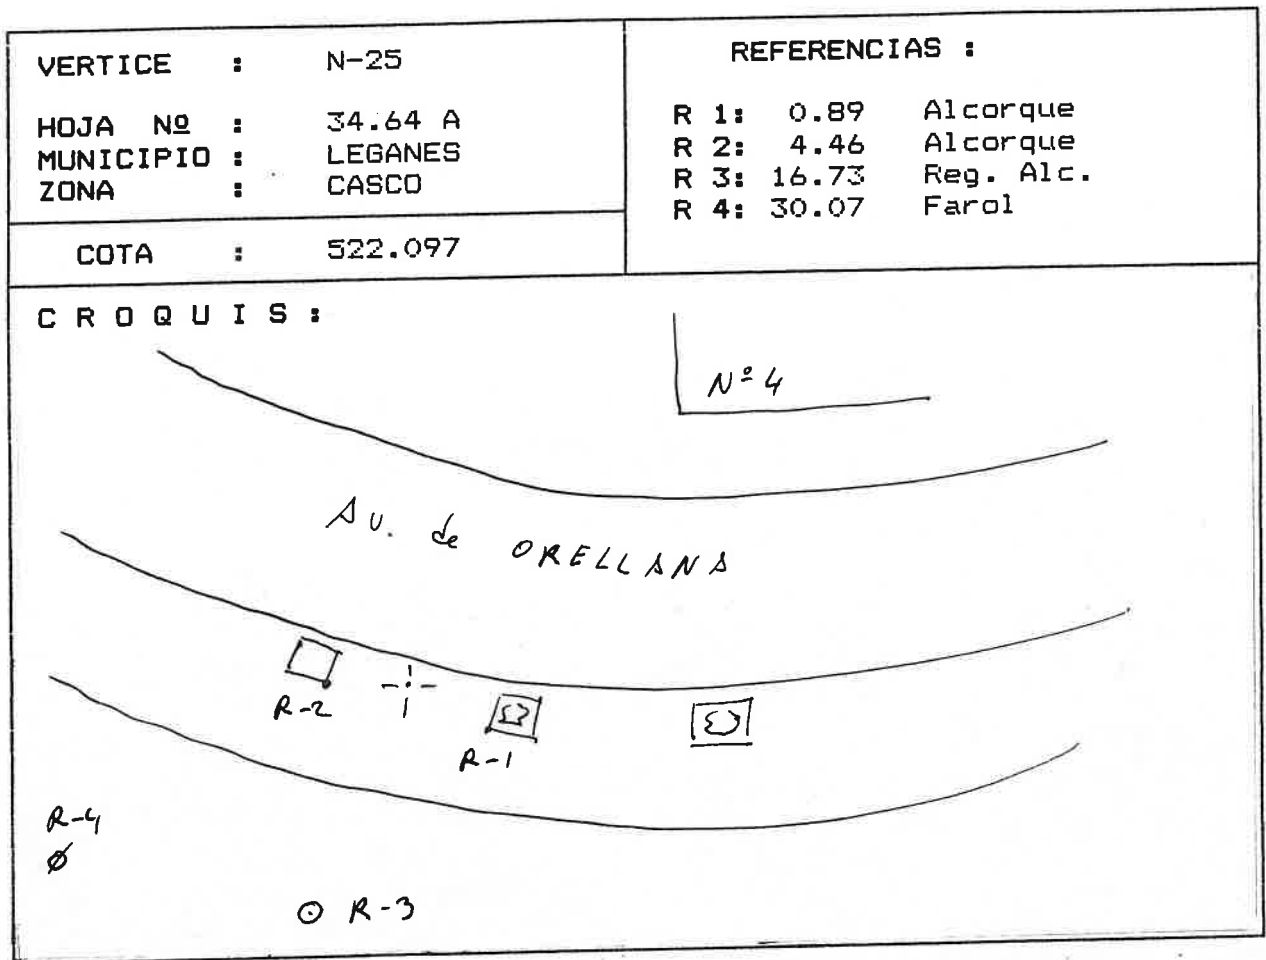 VERTICE : N-25
HOJA Nº : 34.64 A
MUNICIPIO : LEGANES
ZONA : CASCO
COTA : 522.097
REFERENCIAS :
R 1: 0.89 Alcorque
R 2: 4.46 Alcorque
R 3: 16.73 Reg. Alc.
R 4: 30.07 Farol
CROQUIS:
Nº 4
Av. de ORELLANA
R-2
R-1
R-4
R-3